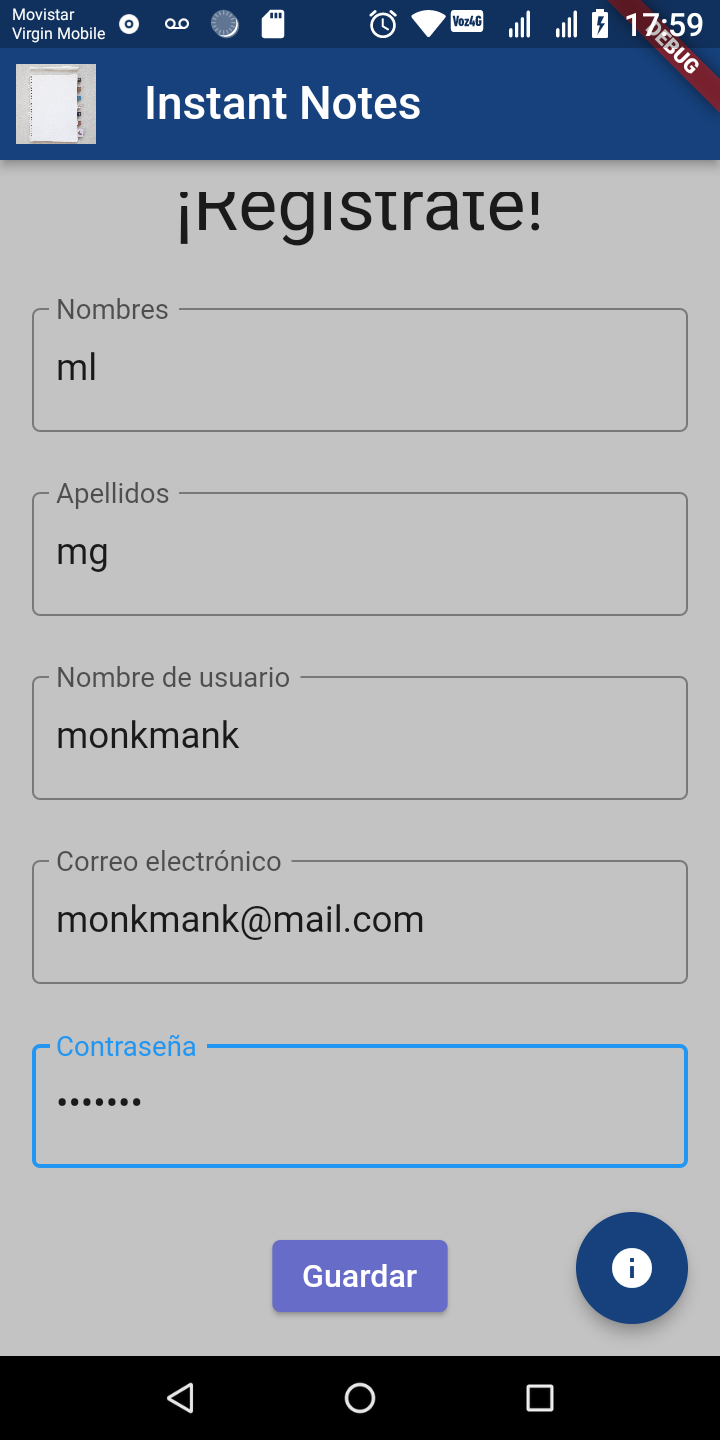 Movistar
Virgin Mobile
Voz4G
17:59
DEBUG
Instant Notes
¡Regístrate!
Nombres
ml
Apellidos
mg
Nombre de usuario
monkmank
Correo electrónico
monkmank@mail.com
Contraseña
•••••••
Guardar